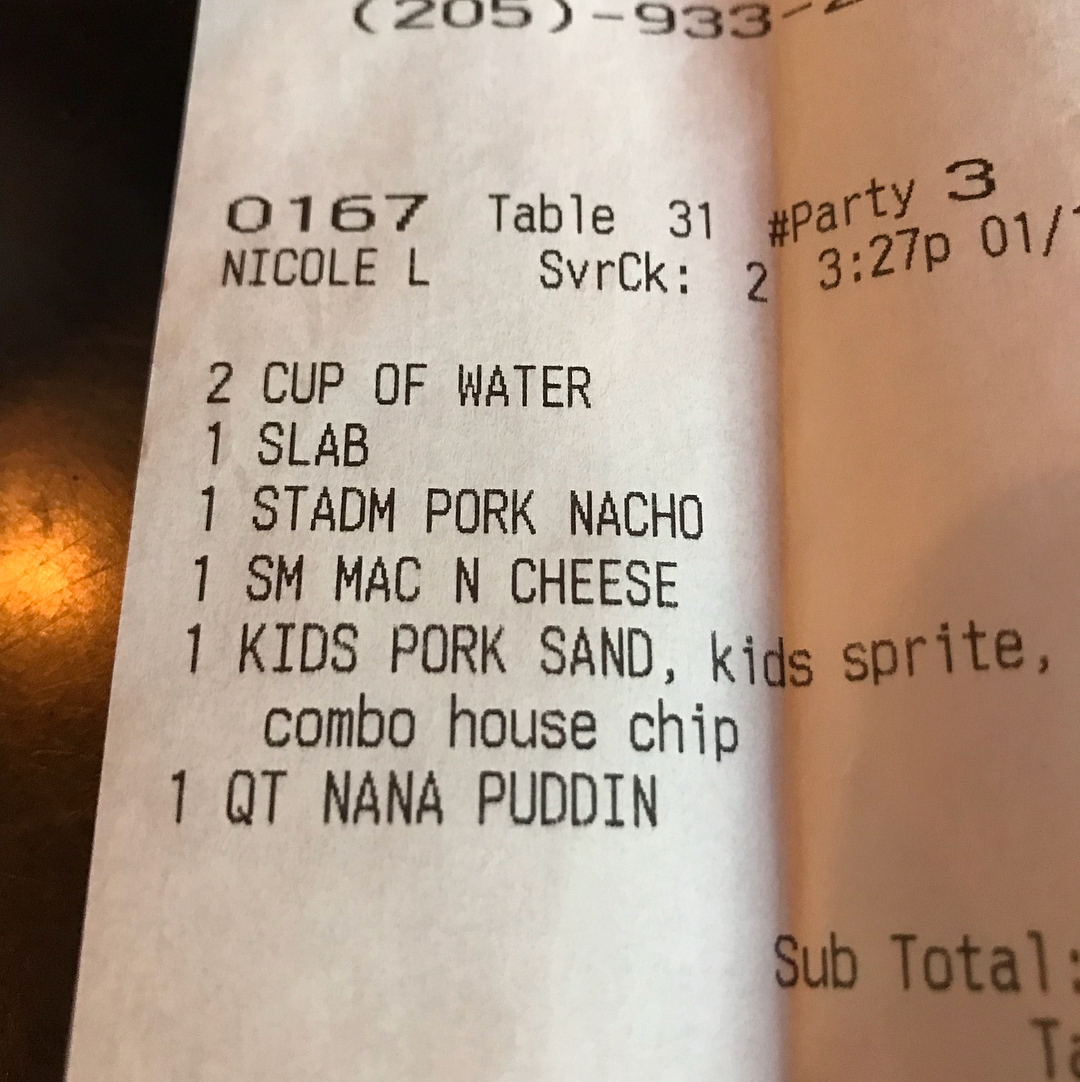 (205)-933-
0167 Table 31 #Party 3
NICOLE L SvrCk: 2 3:27p 01/
2 CUP OF WATER
1 SLAB
1 STADM PORK NACHO
1 SM MAC N CHEESE
1 KIDS PORK SAND, kids sprite,
combo house chip
1 QT NANA PUDDIN
Sub Total: